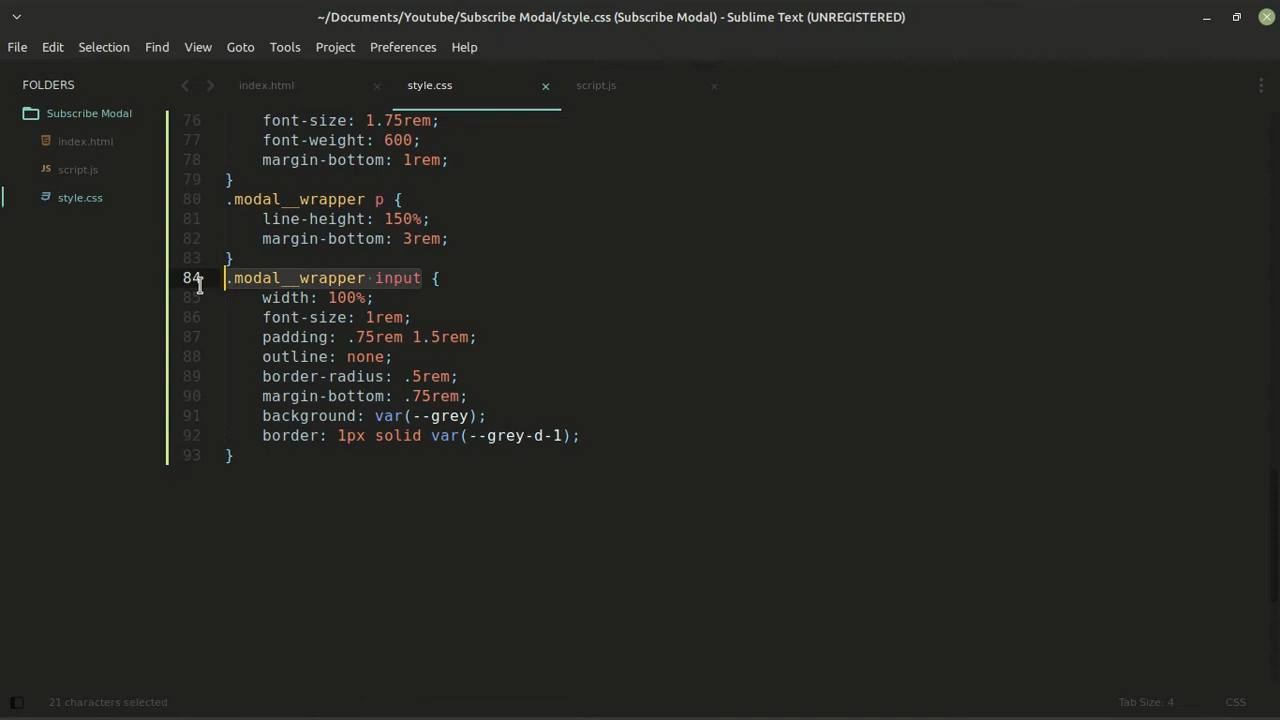 ~/Documents/Youtube/Subscribe Modal/style.css (Subscribe Modal) - Sublime Text (UNREGISTERED)
File Edit Selection Find View Goto Tools Project Preferences Help
FOLDERS
Subscribe Modal
index.html
script.js
style.css
index.html style.css script.js
76 font-size: 1.75rem;
77 font-weight: 600;
78 margin-bottom: 1rem;
79 }
80 .modal__wrapper p {
81 line-height: 150%;
82 margin-bottom: 3rem;
83 }
84 .modal__wrapper input {
85 width: 100%;
86 font-size: 1rem;
87 padding: .75rem 1.5rem;
88 outline: none;
89 border-radius: .5rem;
90 margin-bottom: .75rem;
91 background: var(--grey);
92 border: 1px solid var(--grey-d-1);
93 }
21 characters selected Tab Size: 4 CSS